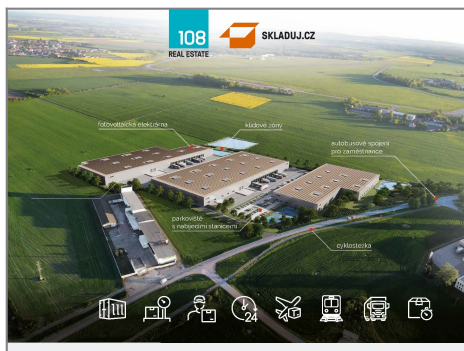 108
REAL ESTATE
SKLADUJ.CZ
fotovoltaická elektrárna
klidové zóny
autobusové spojení
pro zaměstnance
parkoviště
s nabíjecími stanicemi
cyklostezka
24